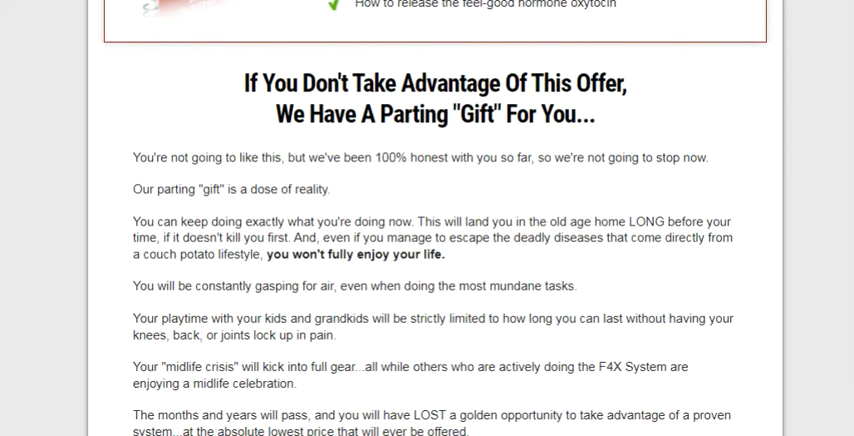 How to release the feel-good hormone oxytocin
If You Don't Take Advantage Of This Offer,
We Have A Parting "Gift" For You...
You're not going to like this, but we've been 100% honest with you so far, so we're not going to stop now.
Our parting "gift" is a dose of reality.
You can keep doing exactly what you're doing now. This will land you in the old age home LONG before your
time, if it doesn't kill you first. And, even if you manage to escape the deadly diseases that come directly from
a couch potato lifestyle, you won't fully enjoy your life.
You will be constantly gasping for air, even when doing the most mundane tasks.
Your playtime with your kids and grandkids will be strictly limited to how long you can last without having your
knees, back, or joints lock up in pain.
Your "midlife crisis" will kick into full gear...all while others who are actively doing the F4X System are
enjoying a midlife celebration.
The months and years will pass, and you will have LOST a golden opportunity to take advantage of a proven
system...at the absolute lowest price that will ever be offered.